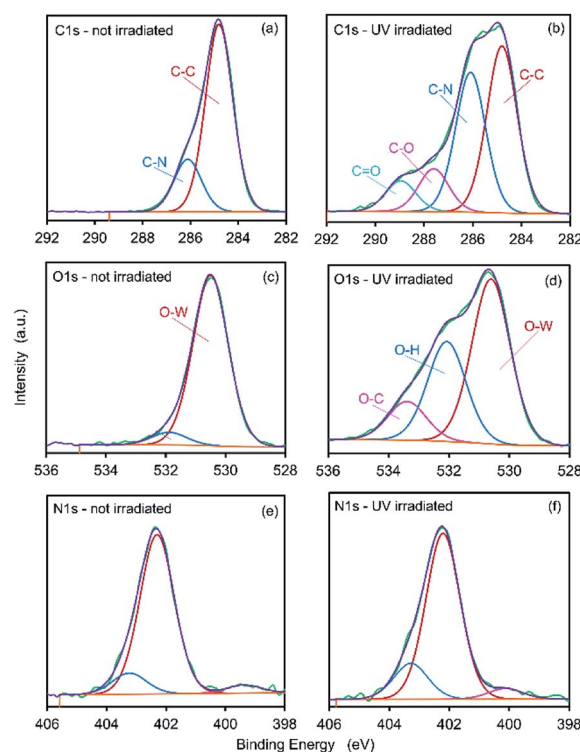 C1s - not irradiated (a)
C-C
C-N
292 290 288 286 284 282
C1s - UV irradiated (b)
C-N
C-C
C-O
C=O
292 290 288 286 284 282
O1s - not irradiated (c)
O-W
536 534 532 530 528
O1s - UV irradiated (d)
O-W
O-H
O-C
536 534 532 530 528
N1s - not irradiated (e)
406 404 402 400 398
N1s - UV irradiated (f)
406 404 402 400 398
Intensity (a.u.)
Binding Energy (eV)